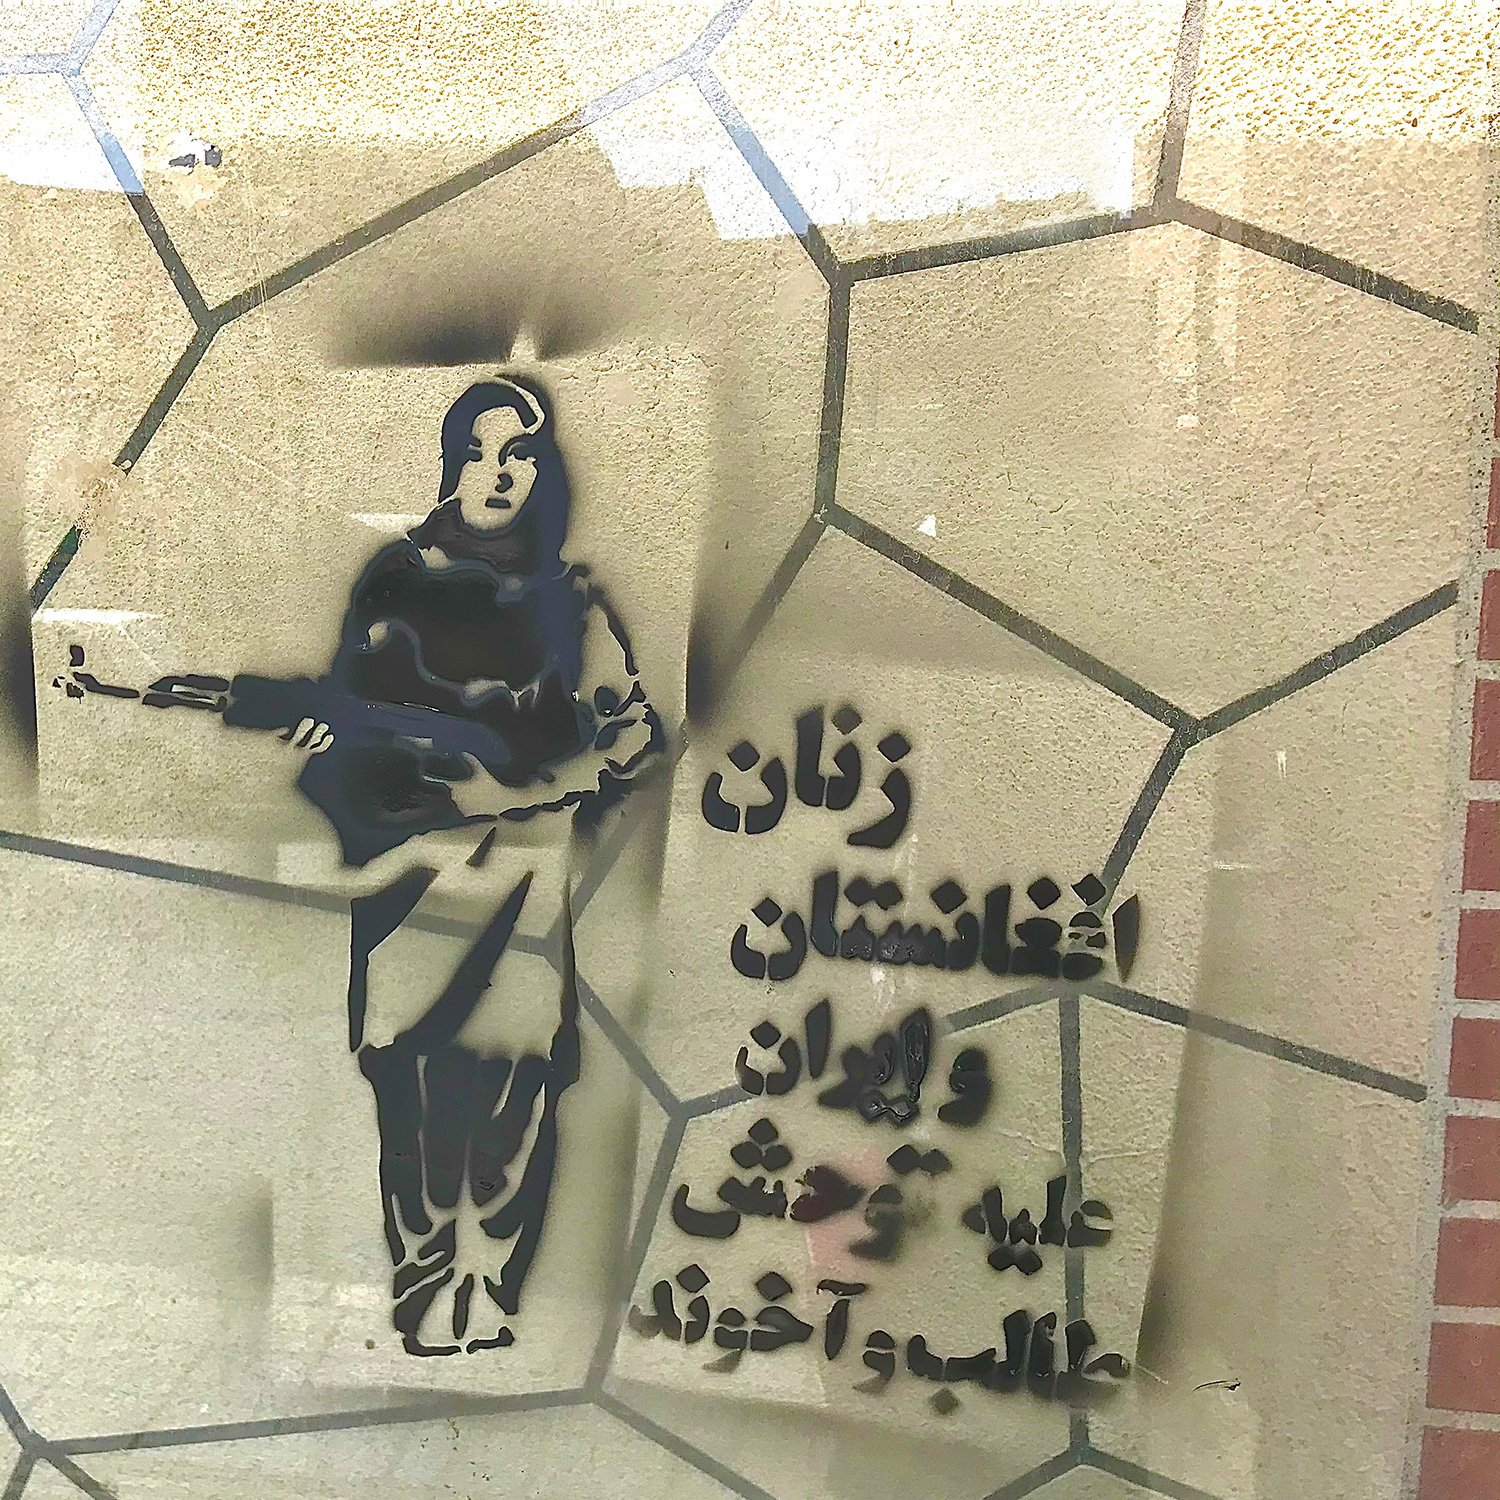 زنان
افغانستان
و ایران
علیه توحش
طالب و آخوند